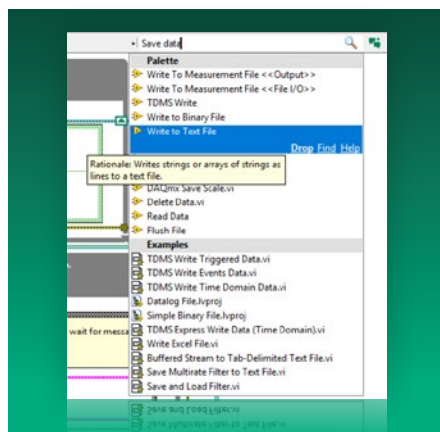 Save data
Palette
Write To Measurement File <<Output>>
Write To Measurement File <<File I/O>>
TDMS Write
Write to Binary File
Write to Text File
Drop Find Help
Rationale: Writes strings or arrays of strings as
lines to a text file.
DAQmx Save Scale.vi
Delete Data.vi
Read Data
Flush File
Examples
TDMS Write Triggered Data.vi
TDMS Write Events Data.vi
TDMS Write Time Domain Data.vi
Datalog File.lvproj
Simple Binary File.lvproj
TDMS Express Write Data (Time Domain).vi
wait for messa
Write Excel File.vi
Buffered Stream to Tab-Delimited Text File.vi
Save Multirate Filter to Text File.vi
Save and Load Filter.vi